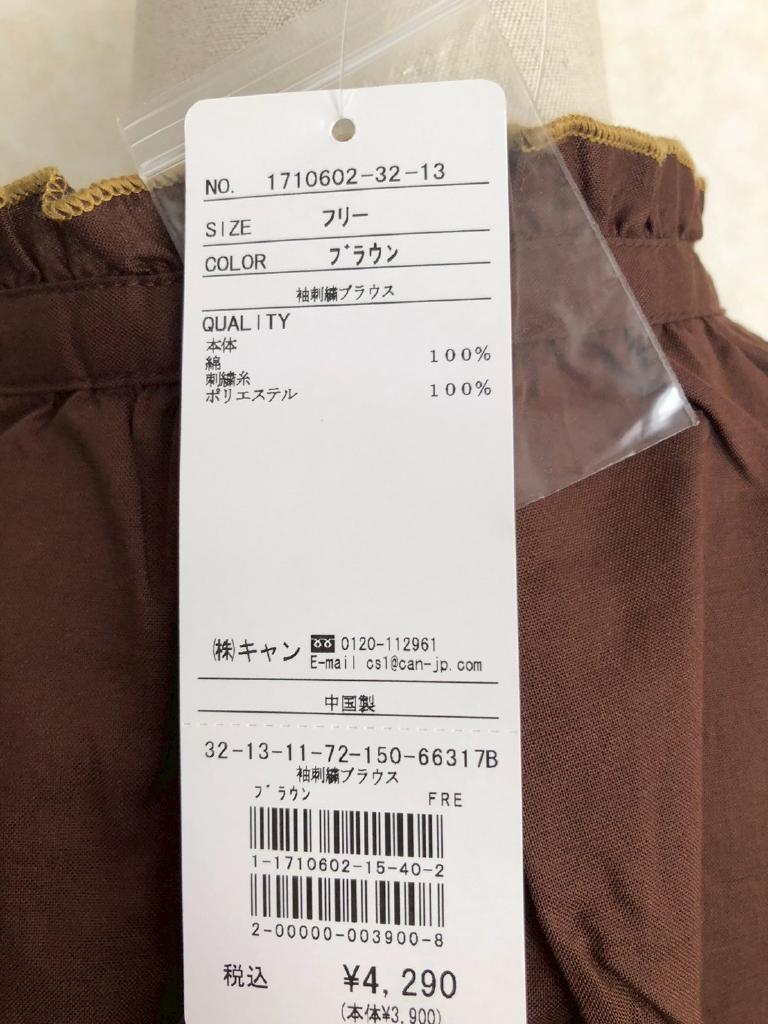 NO. 1710602-32-13
SIZE フリー
COLOR ブラウン
袖刺繍ブラウス
QUALITY
本体
綿 100%
刺繍糸
ポリエステル 100%
㈱キャン 0120-112961
E-mail cs1@can-jp.com
中国製
32-13-11-72-150-66317B
袖刺繍ブラウス
ブラウン FRE
1-1710602-15-40-2
2-00000-003900-8
税込 ¥4,290
(本体¥3,900)